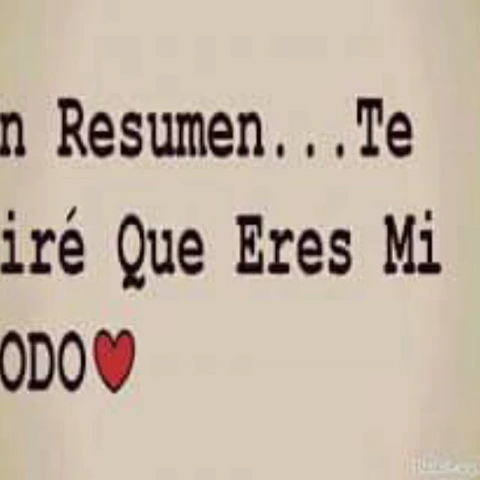 n Resumen...Te
iré Que Eres Mi
ODO❤